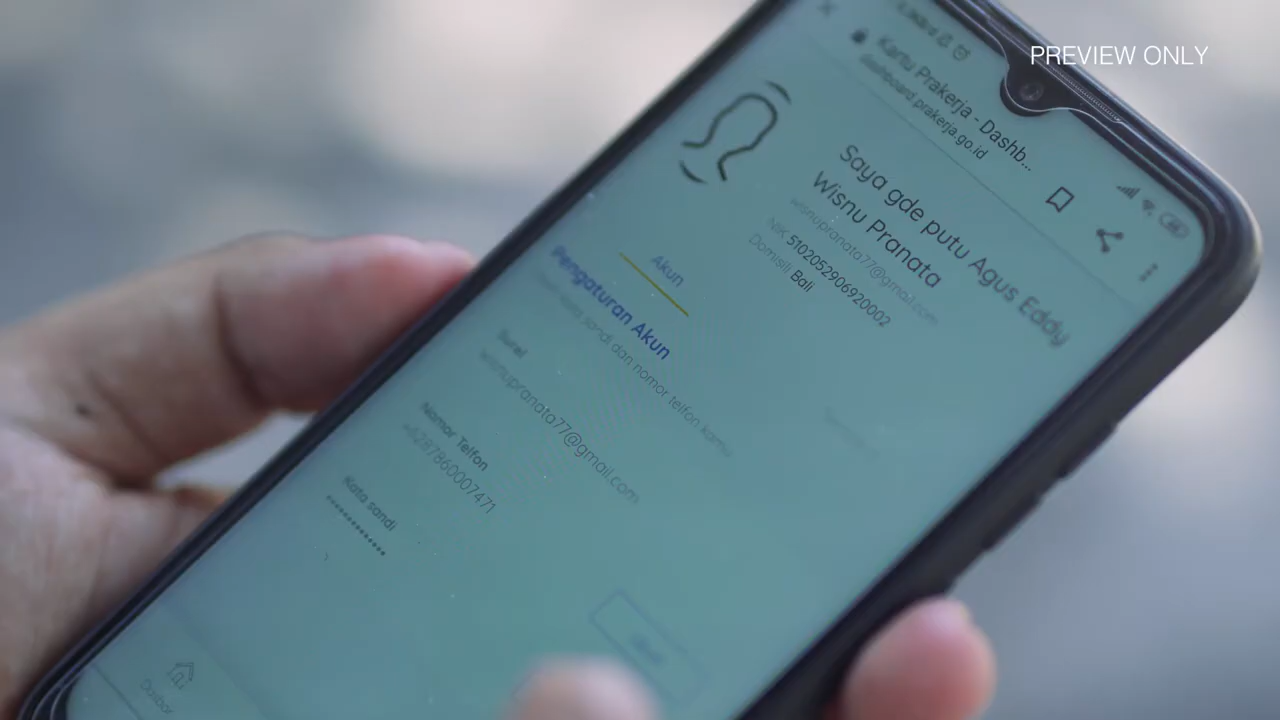 PREVIEW ONLY
Kartu Prakerja - Dashb...
dashboard.prakerja.go.id
Saya gde putu Agus Eddy
Wisnu Pranata
wisnupranata77@gmail.com
NIK 5102052906920002
Domisili Bali
Akun
Pengaturan Akun
kata sandi dan nomor telfon kamu
Surel
wisnupranata77@gmail.com
Nomor Telfon
+6287860007471
Kata sandi